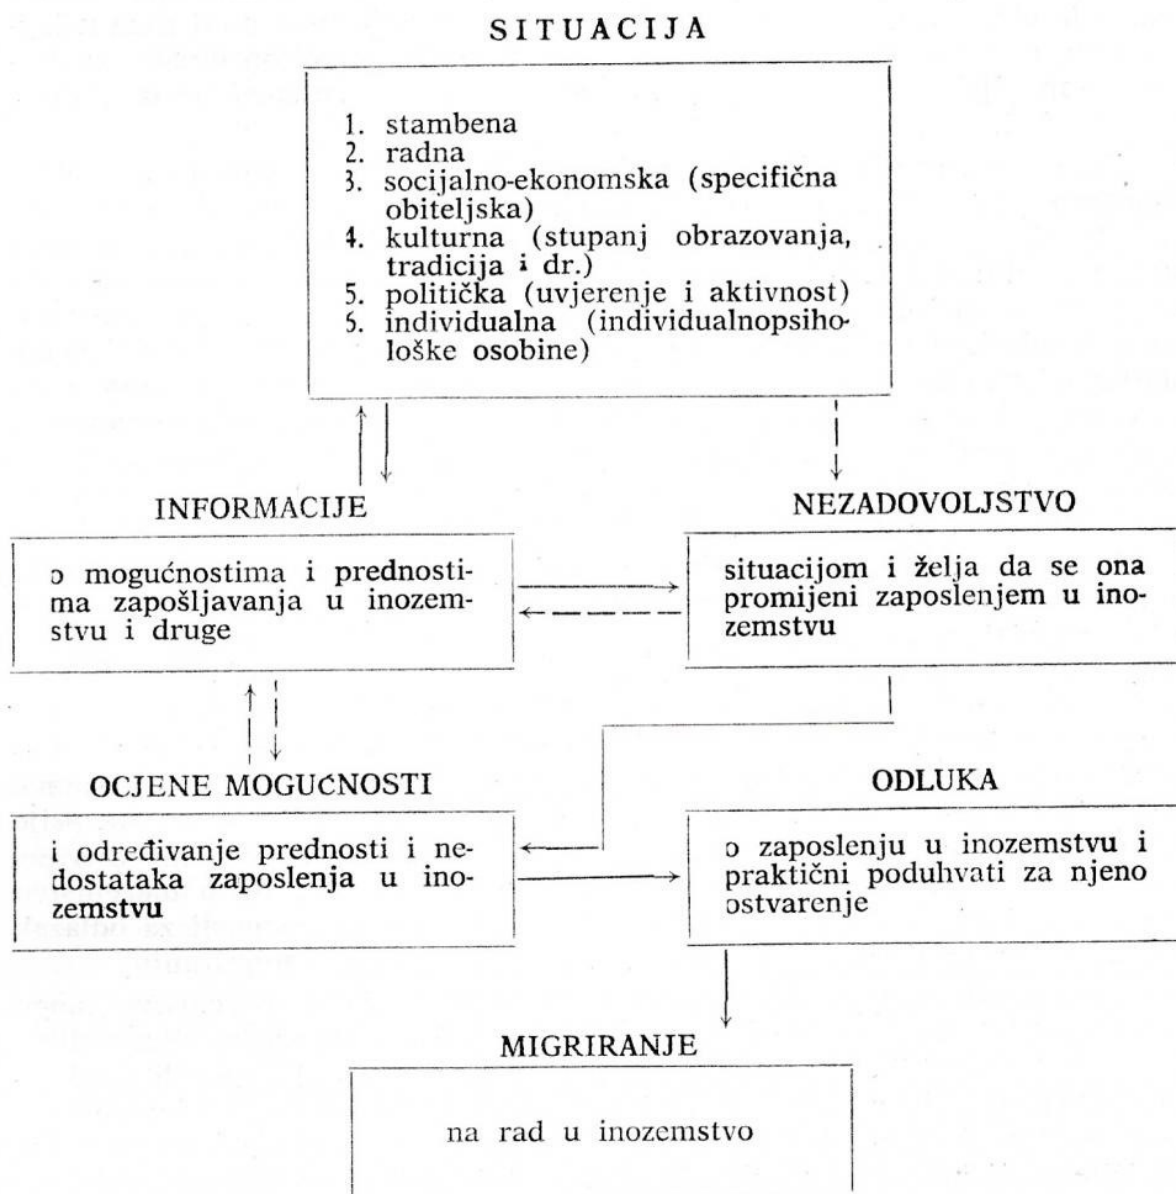 SITUACIJA
1. stambena
2. radna
3. socijalno-ekonomska (specifična
obiteljska)
4. kulturna (stupanj obrazovanja,
tradicija i dr.)
5. politička (uvjerenje i aktivnost)
5. individualna (individualnopsiho-
loške osobine)
INFORMACIJE
o mogućnostima i prednosti-
ma zapošljavanja u inozem-
stvu i druge
NEZADOVOLJSTVO
situacijom i želja da se ona
promijeni zaposlenjem u ino-
zemstvu
OCJENE MOGUĆNOSTI
i određivanje prednosti i ne-
dostataka zaposlenja u ino-
zemstvu
ODLUKA
o zaposlenju u inozemstvu i
praktični poduhvati za njeno
ostvarenje
MIGRIRANJE
na rad u inozemstvo